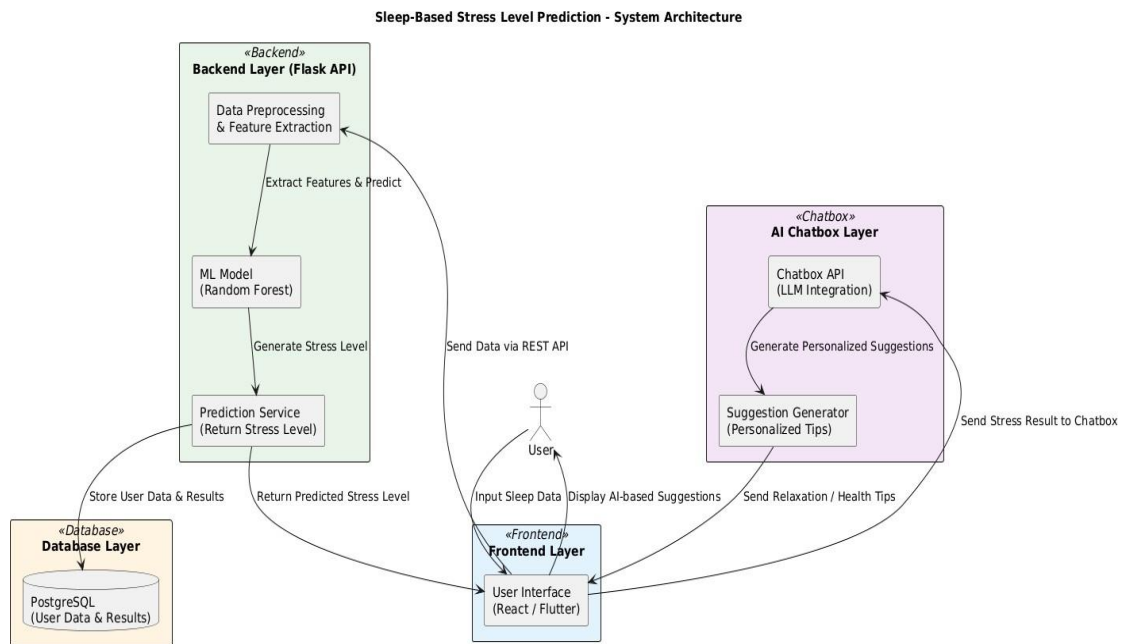 Sleep-Based Stress Level Prediction - System Architecture
«Backend»
Backend Layer (Flask API)
Data Preprocessing
& Feature Extraction
Extract Features & Predict
ML Model
(Random Forest)
Generate Stress Level
Prediction Service
(Return Stress Level)
Send Data via REST API
User
«Chatbox»
AI Chatbox Layer
Chatbox API
(LLM Integration)
Generate Personalized Suggestions
Suggestion Generator
(Personalized Tips)
Send Stress Result to Chatbox
Store User Data & Results
Return Predicted Stress Level
Input Sleep Data
Display AI-based Suggestions
Send Relaxation / Health Tips
«Database»
Database Layer
PostgreSQL
(User Data & Results)
«Frontend»
Frontend Layer
User Interface
(React / Flutter)